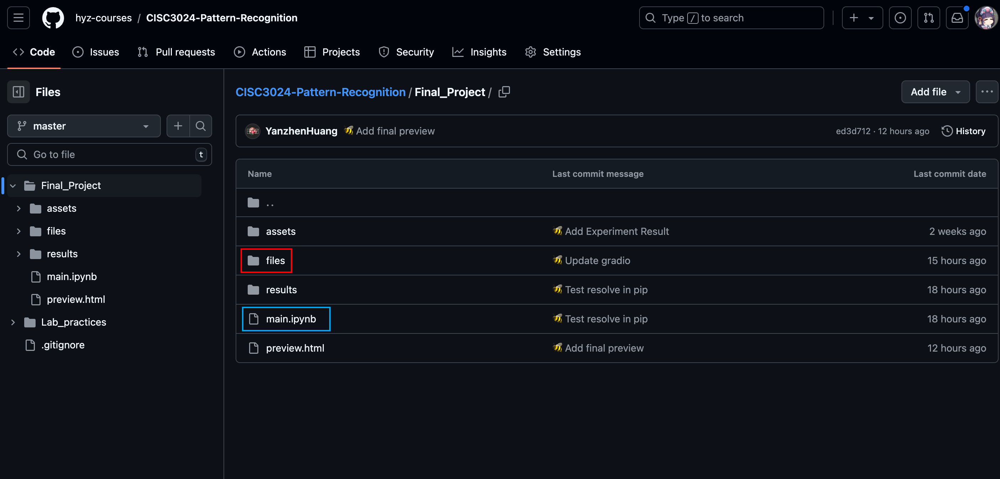 hyz-courses / CISC3024-Pattern-Recognition
Type / to search
Code
Issues
Pull requests
Actions
Projects
Security
Insights
Settings
Files
master
Go to file
t
Final_Project
assets
files
results
main.ipynb
preview.html
Lab_practices
.gitignore
CISC3024-Pattern-Recognition / Final_Project /
Add file
YanzhenHuang 🐝 Add final preview
ed3d712 · 12 hours ago
History
Name Last commit message Last commit date
..
assets 🐝 Add Experiment Result 2 weeks ago
files 🐝 Update gradio 15 hours ago
results 🐝 Test resolve in pip 18 hours ago
main.ipynb 🐝 Test resolve in pip 18 hours ago
preview.html 🐝 Add final preview 12 hours ago